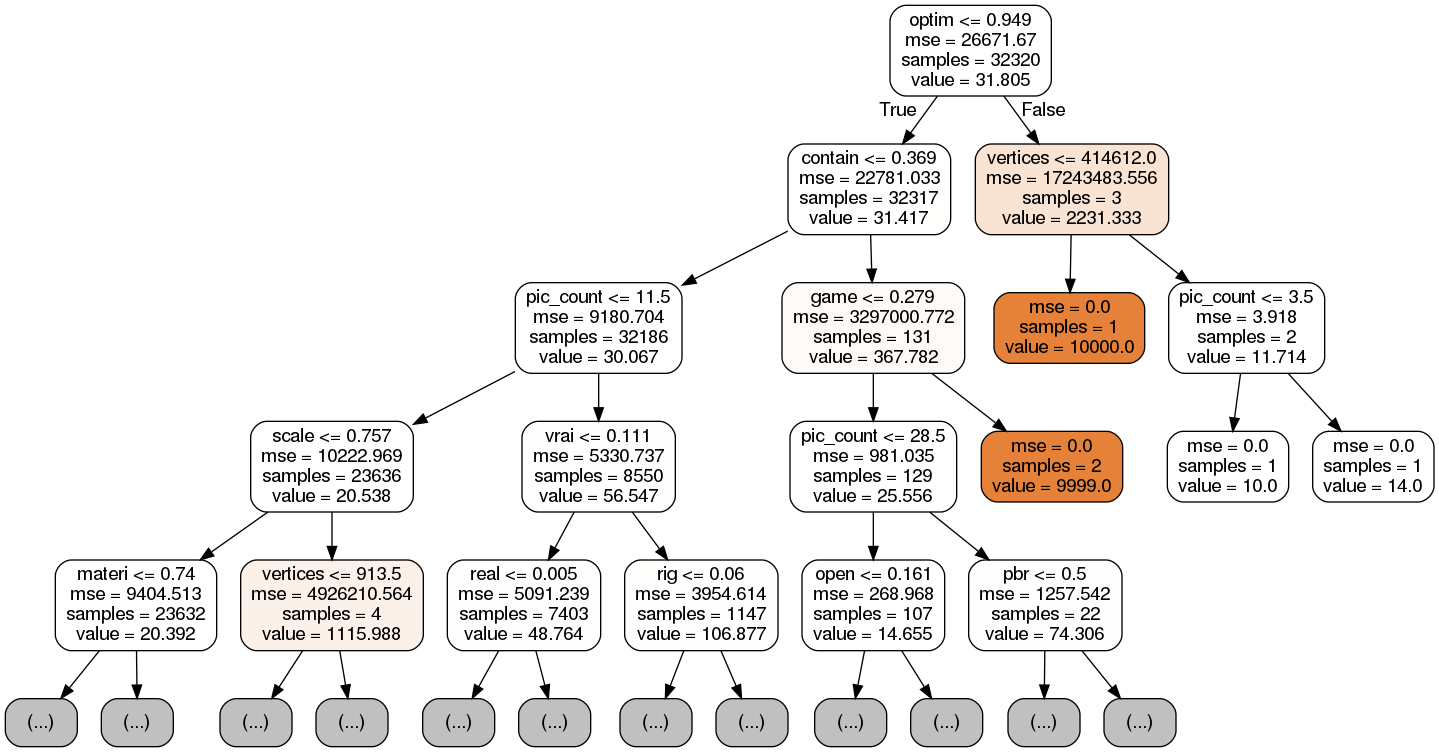 optim <= 0.949
mse = 26671.67
samples = 32320
value = 31.805
True
False
contain <= 0.369
mse = 22781.033
samples = 32317
value = 31.417
vertices <= 414612.0
mse = 17243483.556
samples = 3
value = 2231.333
pic_count <= 11.5
mse = 9180.704
samples = 32186
value = 30.067
game <= 0.279
mse = 3297000.772
samples = 131
value = 367.782
mse = 0.0
samples = 1
value = 10000.0
pic_count <= 3.5
mse = 3.918
samples = 2
value = 11.714
scale <= 0.757
mse = 10222.969
samples = 23636
value = 20.538
vrai <= 0.111
mse = 5330.737
samples = 8550
value = 56.547
pic_count <= 28.5
mse = 981.035
samples = 129
value = 25.556
mse = 0.0
samples = 2
value = 9999.0
mse = 0.0
samples = 1
value = 10.0
mse = 0.0
samples = 1
value = 14.0
materi <= 0.74
mse = 9404.513
samples = 23632
value = 20.392
vertices <= 913.5
mse = 4926210.564
samples = 4
value = 1115.988
real <= 0.005
mse = 5091.239
samples = 7403
value = 48.764
rig <= 0.06
mse = 3954.614
samples = 1147
value = 106.877
open <= 0.161
mse = 268.968
samples = 107
value = 14.655
pbr <= 0.5
mse = 1257.542
samples = 22
value = 74.306
(...)
(...)
(...)
(...)
(...)
(...)
(...)
(...)
(...)
(...)
(...)
(...)